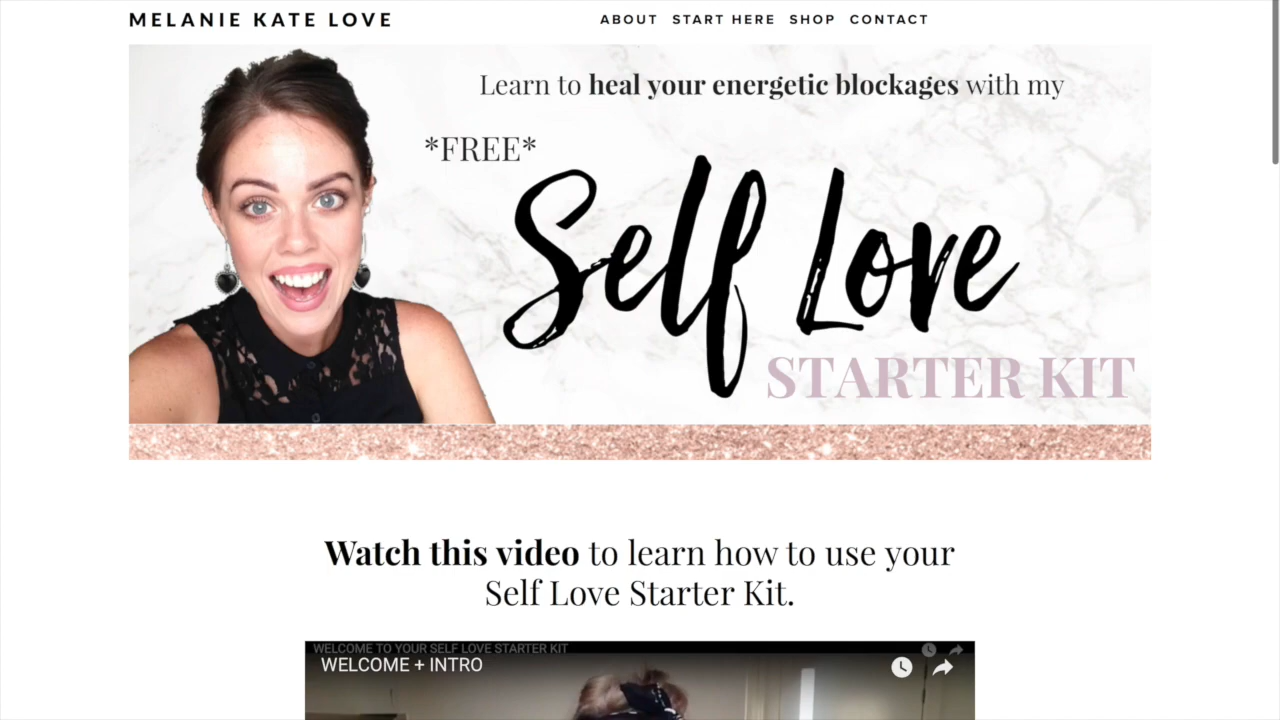 MELANIE KATE LOVE
ABOUT START HERE SHOP CONTACT
Learn to heal your energetic blockages with my
*FREE*
Self Love
STARTER KIT
Watch this video to learn how to use your
Self Love Starter Kit.
WELCOME TO YOUR SELF LOVE STARTER KIT
WELCOME + INTRO